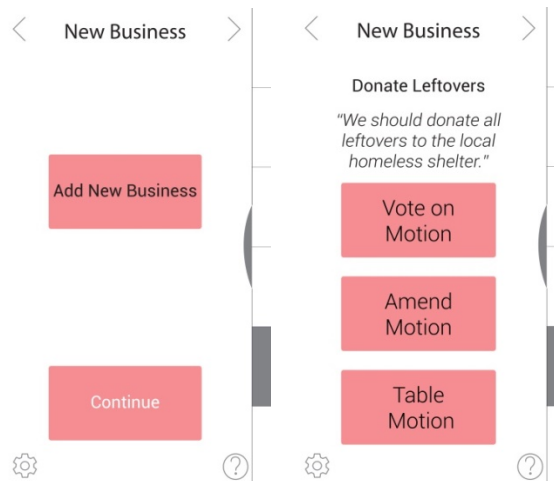 New Business
Add New Business
Continue
?
New Business
Donate Leftovers
"We should donate all
leftovers to the local
homeless shelter."
Vote on
Motion
Amend
Motion
Table
Motion
?